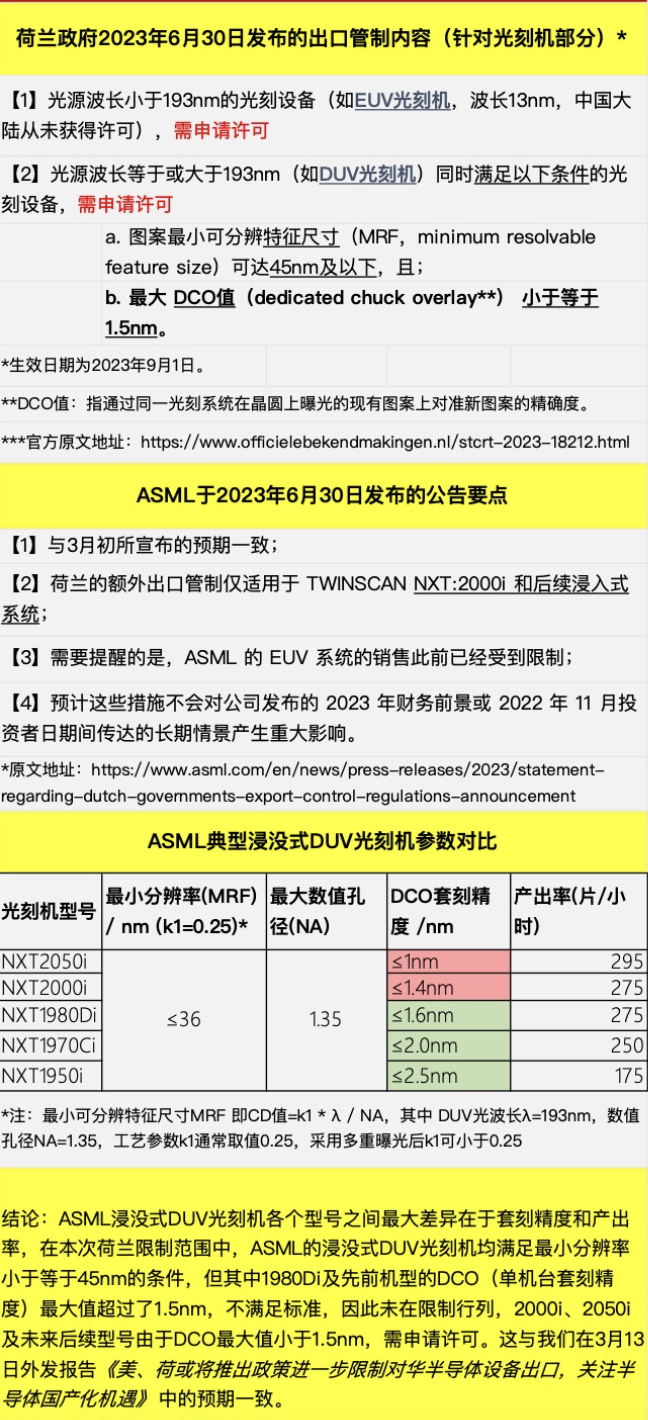 荷兰政府2023年6月30日发布的出口管制内容（针对光刻机部分）*
【1】光源波长小于193nm的光刻设备（如EUV光刻机，波长13nm，中国大
陆从未获得许可），需申请许可
【2】光源波长等于或大于193nm（如DUV光刻机）同时满足以下条件的光
刻设备，需申请许可
a. 图案最小可分辨特征尺寸（MRF，minimum resolvable
feature size）可达45nm及以下，且；
b. 最大 DCO值（dedicated chuck overlay**） 小于等于
1.5nm。
*生效日期为2023年9月1日。
**DCO值：指通过同一光刻系统在晶圆上曝光的现有图案上对准新图案的精确度。
***官方原文地址：https://www.officielebekendmakingen.nl/stcrt-2023-18212.html
ASML于2023年6月30日发布的公告要点
【1】与3月初所宣布的预期一致；
【2】荷兰的额外出口管制仅适用于 TWINSCAN NXT:2000i 和后续浸入式
系统；
【3】需要提醒的是，ASML 的 EUV 系统的销售此前已经受到限制；
【4】预计这些措施不会对公司发布的 2023 年财务前景或 2022 年 11 月投
资者日期间传达的长期情景产生重大影响。
*原文地址：https://www.asml.com/en/news/press-releases/2023/statement-
regarding-dutch-governments-export-control-regulations-announcement
ASML典型浸没式DUV光刻机参数对比
光刻机型号 最小分辨率(MRF) / nm (k1=0.25)* 最大数值孔径(NA) DCO套刻精度 /nm 产出率(片/小时)
NXT2050i ≤1nm 295
NXT2000i ≤1.4nm 275
NXT1980Di ≤36 1.35 ≤1.6nm 275
NXT1970Ci ≤2.0nm 250
NXT1950i ≤2.5nm 175
*注：最小可分辨特征尺寸MRF 即CD值=k1 * λ / NA，其中 DUV光波长λ=193nm，数值
孔径NA=1.35，工艺参数k1通常取值0.25，采用多重曝光后k1可小于0.25
结论：ASML浸没式DUV光刻机各个型号之间最大差异在于套刻精度和产出
率，在本次荷兰限制范围中，ASML的浸没式DUV光刻机均满足最小分辨率
小于等于45nm的条件，但其中1980Di及先前机型的DCO（单机台套刻精
度）最大值超过了1.5nm，不满足标准，因此未在限制行列，2000i、2050i
及未来后续型号由于DCO最大值小于1.5nm，需申请许可。这与我们在3月13
日外发报告《美、荷或将推出政策进一步限制对华半导体设备出口，关注半
导体国产化机遇》中的预期一致。